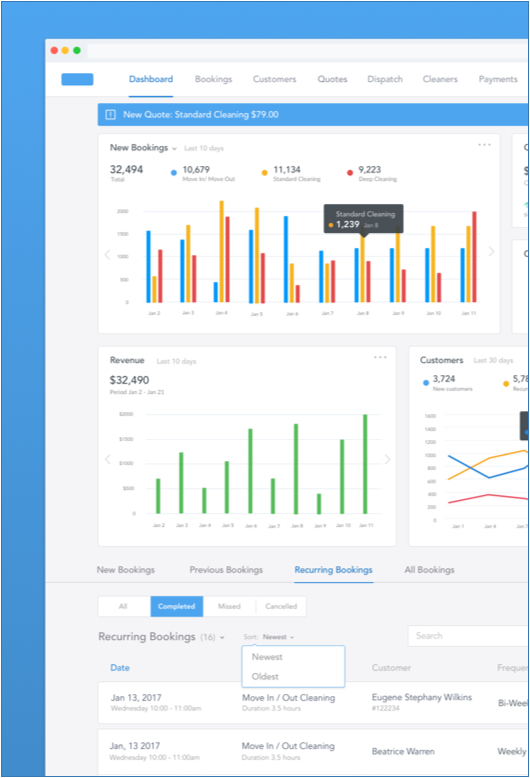 Dashboard Bookings Customers Quotes Dispatch Cleaners Payments
New Quote: Standard Cleaning $79.00
New Bookings Last 10 days
32,494 10,679 11,134 9,223
Total Move In/ Move Out Standard Cleaning Deep Cleaning
Standard Cleaning
1,239 Jan 8
2000
1500
1000
500
0
Jan 2 Jan 3 Jan 4 Jan 5 Jan 6 Jan 7 Jan 8 Jan 9 Jan 10 Jan 11
Revenue Last 10 days
$32,490
Period Jan 2 - Jan 25
$2000
$1500
$1000
$500
0
Jan 2 Jan 3 Jan 4 Jan 5 Jan 6 Jan 7 Jan 8 Jan 9 Jan 10 Jan 11
Customers Last 30 days
3,724
New customers
1600
1400
1200
1000
800
600
400
200
0
Jan 1 Jan 4
New Bookings Previous Bookings Recurring Bookings All Bookings
All Completed Missed Cancelled
Recurring Bookings (16) Sort: Newest Search
Newest
Oldest
Date Customer Frequen
Jan 13, 2017 Move In / Out Cleaning Eugene Stephany Wilkins Bi-Wee
Wednesday 10:00 - 11:00am Duration 3.5 hours #122234
Jan, 13 2017 Move In / Out Cleaning Beatrice Warren Weekly
Wednesday 10:00 - 11:00am Duration 3.5 hours